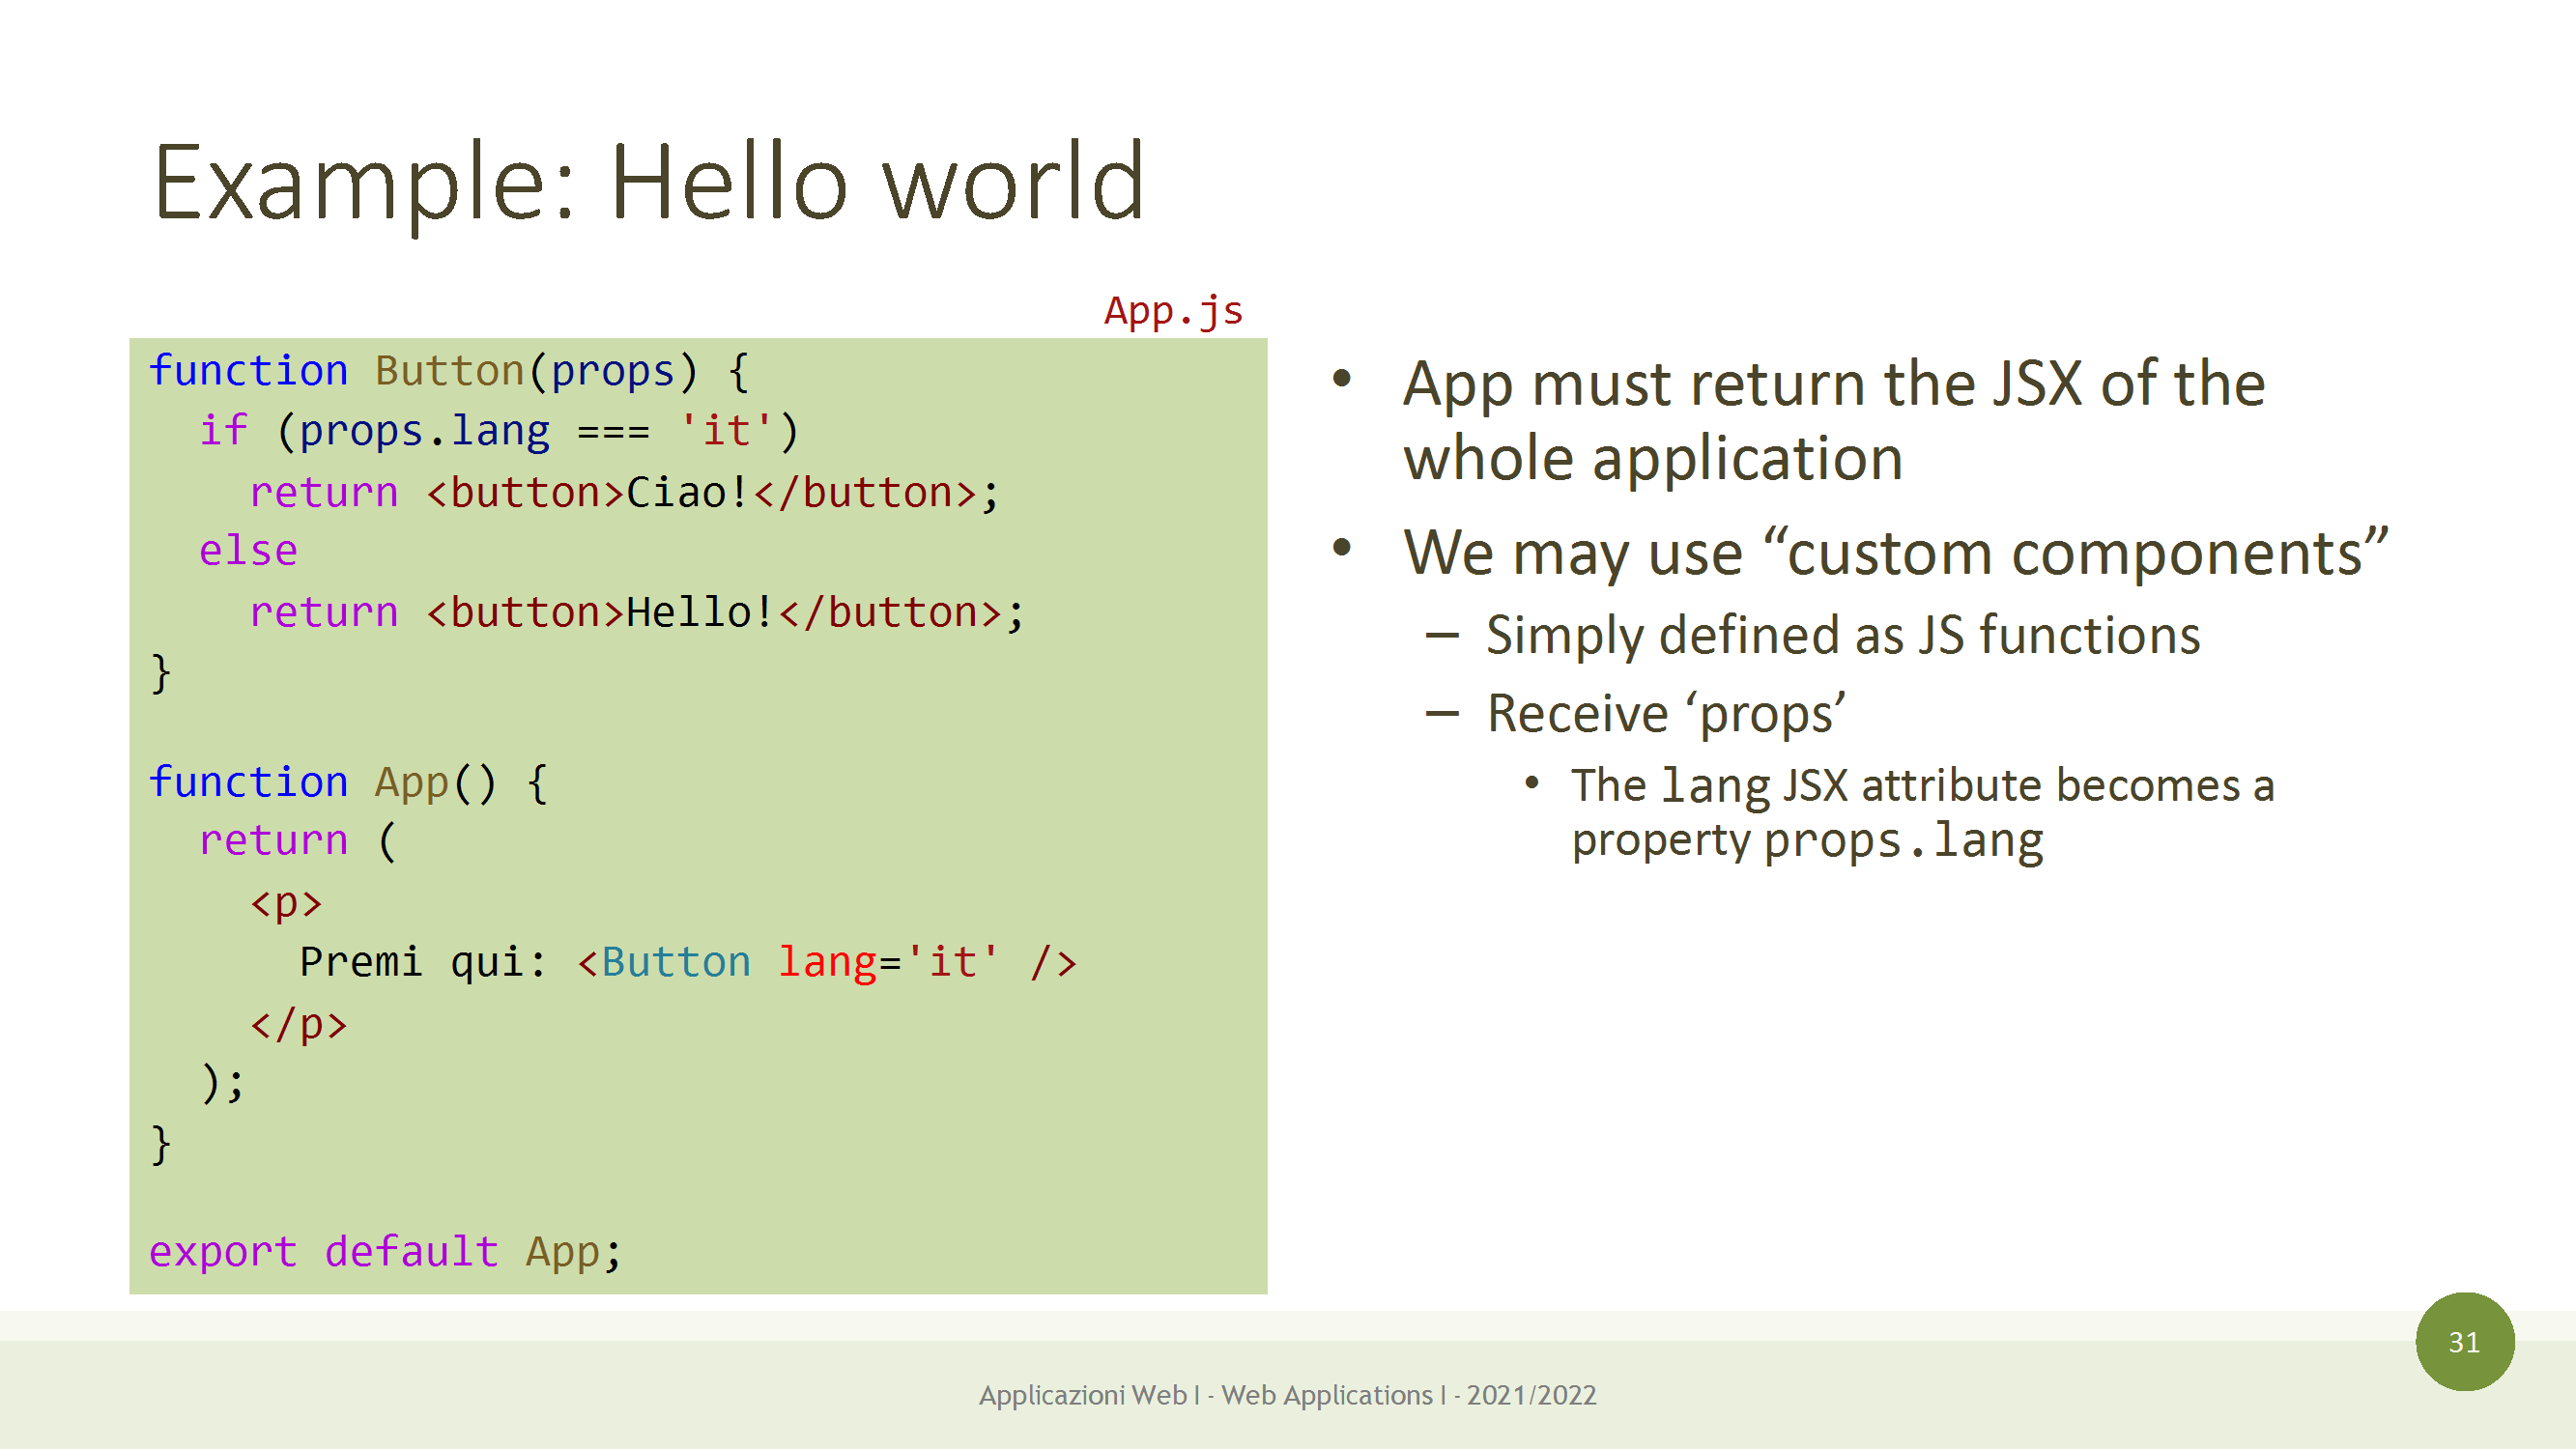 Example: Hello world
App.js
function Button(props) {
  if (props.lang === 'it')
    return <button>Ciao!</button>;
  else
    return <button>Hello!</button>;
}

function App() {
  return (
    <p>
      Premi qui: <Button lang='it' />
    </p>
  );
}

export default App;
• App must return the JSX of the
whole application
• We may use “custom components”
– Simply defined as JS functions
– Receive ‘props’
• The lang JSX attribute becomes a
property props.lang
31
Applicazioni Web I - Web Applications I - 2021/2022